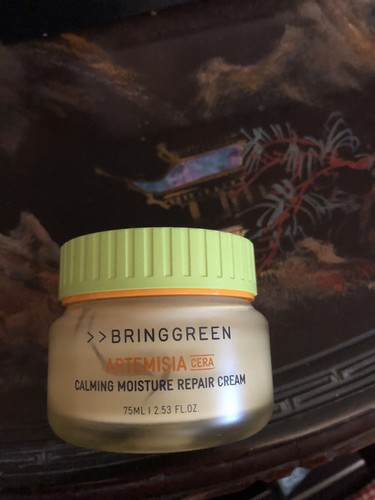 >>BRINGGREEN
ARTEMISIA CERA
CALMING MOISTURE REPAIR CREAM
75ML | 2.53 FL.OZ.